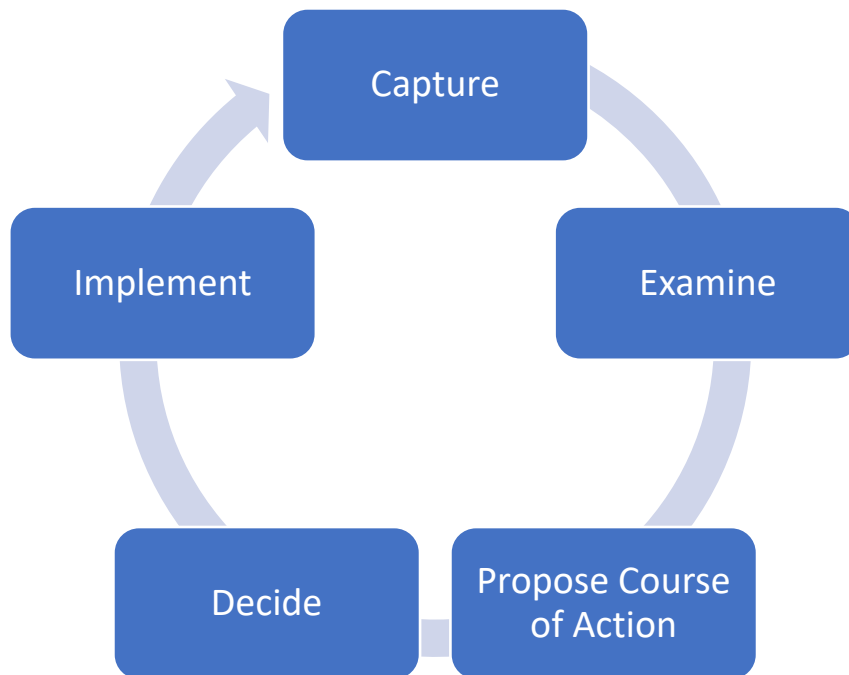 Capture
Examine
Propose Course
of Action
Decide
Implement